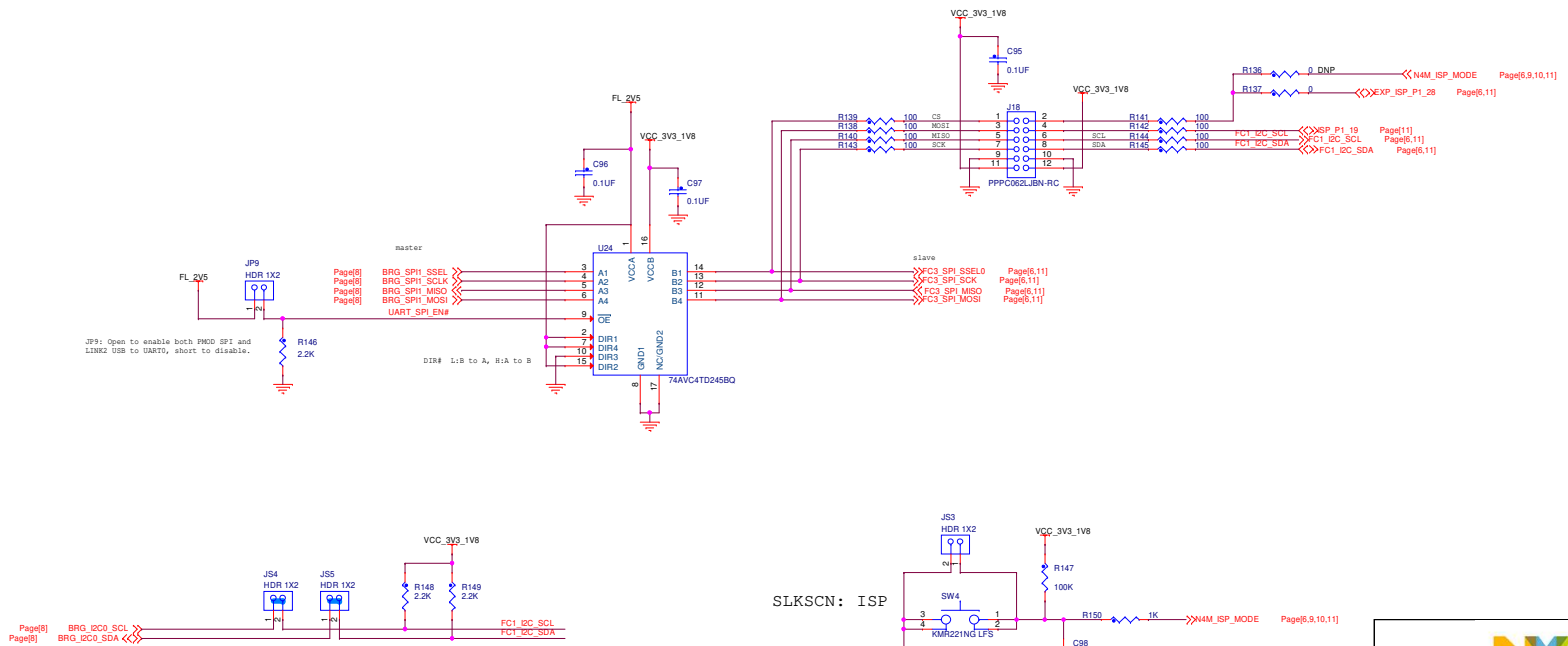 VCC_3V3_1V8
C95
0.1UF
R136 0 DNP N4M_ISP_MODE Page[6,9,10,11]
R137 0 EXP_ISP_P1_28 Page[6,11]
FL_2V5
VCC_3V3_1V8
J18
R139 100 CS 1 2 R141 100
R138 100 MOSI 3 4 R142 100 ISP_P1_19 Page[11]
R140 100 MISO 5 6 SCL R144 100 FC1_I2C_SCL FC1_I2C_SCL Page[6,11]
R143 100 SCK 7 8 SDA R145 100 FC1_I2C_SDA FC1_I2C_SDA Page[6,11]
9 10
11 12
PPPC062LJBN-RC
VCC_3V3_1V8
C96
0.1UF
C97
0.1UF
master
U24
1 16
VCCA VCCB
slave
Page[8] BRG_SPI1_SSEL 3 A1 B1 14 FC3_SPI_SSEL0 Page[6,11]
Page[8] BRG_SPI1_SCLK 4 A2 B2 13 FC3_SPI_SCK Page[6,11]
Page[8] BRG_SPI1_MISO 5 A3 B3 12 FC3_SPI_MISO Page[6,11]
Page[8] BRG_SPI1_MOSI 6 A4 B4 11 FC3_SPI_MOSI Page[6,11]
FL_2V5
JP9
HDR 1X2
1 2
UART_SPI_EN#
9 OE
2 DIR1
7 DIR4
10 DIR3
15 DIR2
GND1 NC/GND2
8 17
74AVC4TD245BQ
R146
2.2K
JP9: Open to enable both PMOD SPI and
LINK2 USB to UART0, short to disable.
DIR# L:B to A, H:A to B
VCC_3V3_1V8
JS4
HDR 1X2
1 2
JS5
HDR 1X2
1 2
R148
2.2K
R149
2.2K
Page[8] BRG_I2C0_SCL FC1_I2C_SCL
Page[8] BRG_I2C0_SDA FC1_I2C_SDA
JS3
HDR 1X2
2 1
VCC_3V3_1V8
R147
100K
SLKSCN: ISP
SW4
3 1
4 2
KMR221NG LFS
R150 1K N4M_ISP_MODE Page[6,9,10,11]
C98